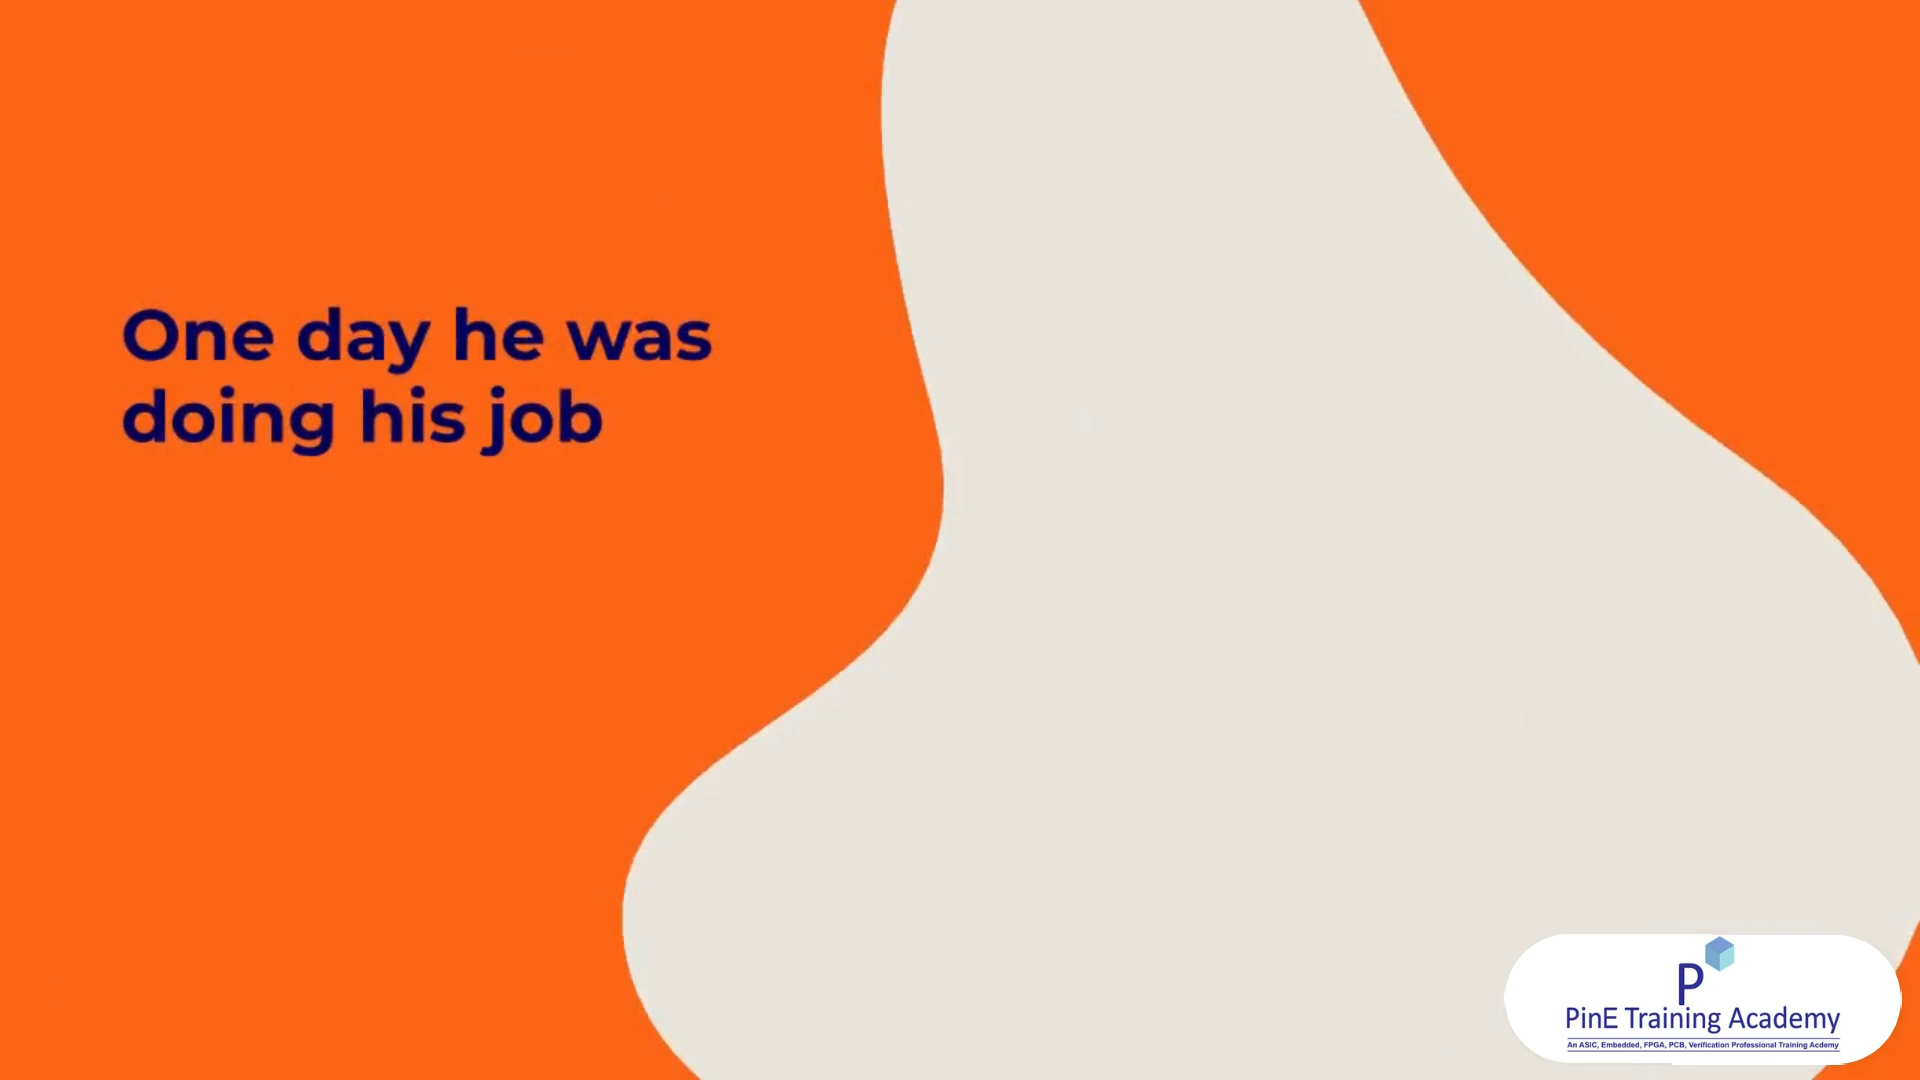 One day he was
doing his job
P
PinE Training Academy
An ASIC, Embedded, FPGA, PCB, Verification Professional Training Acdemy